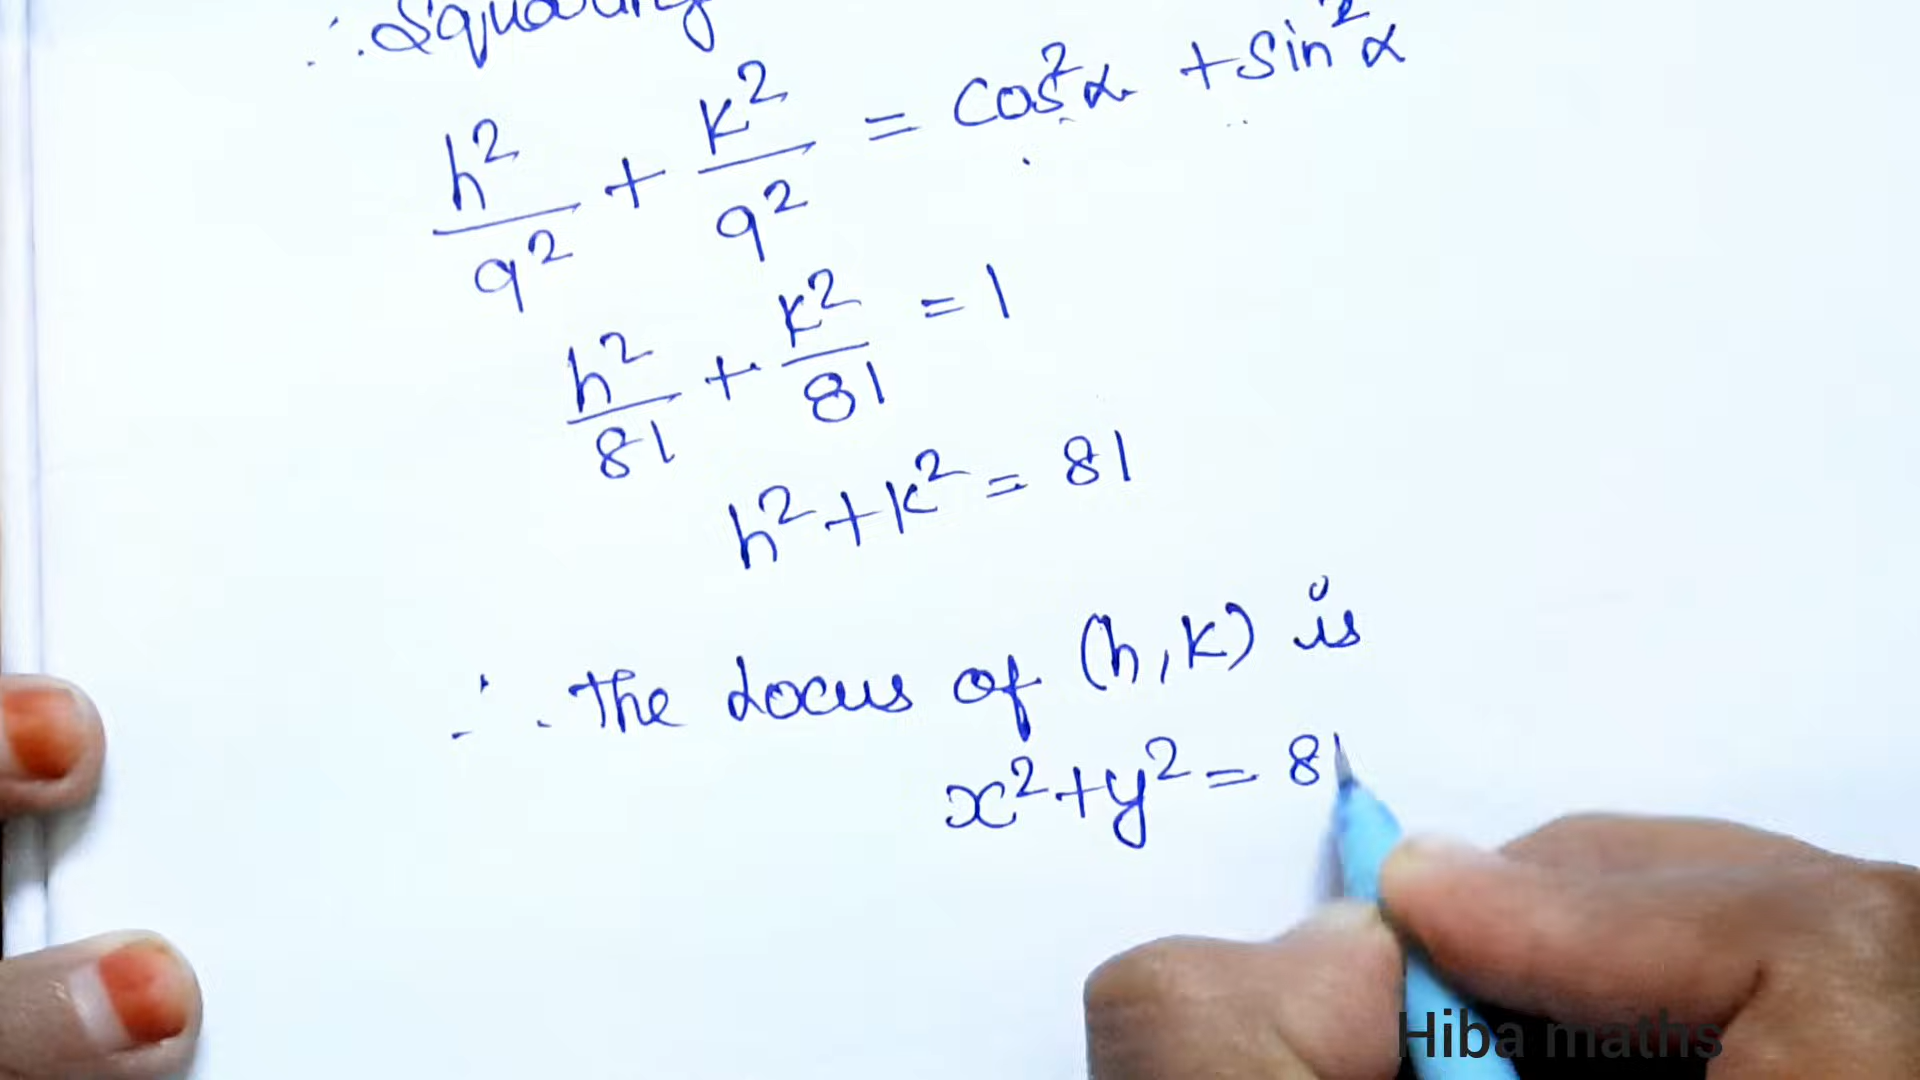 ∴ Squaring
h²/9² + k²/9² = cos²α + sin²α
h²/81 + k²/81 = 1
h² + k² = 81
∴ The Locus of (h, k) is
x² + y² = 81
Hiba maths